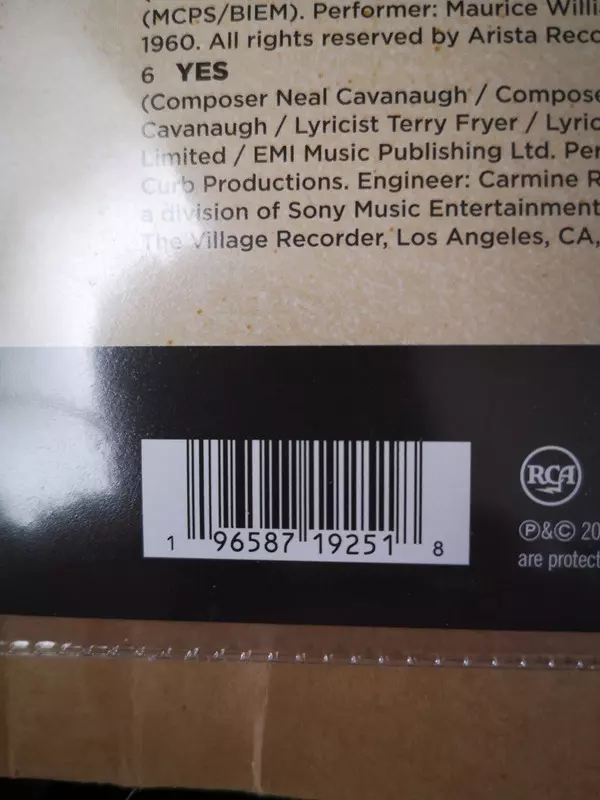 (MCPS/BIEM). Performer: Maurice Willi
1960. All rights reserved by Arista Reco
6 YES
(Composer Neal Cavanaugh / Compose
Cavanaugh / Lyricist Terry Fryer / Lyric
Limited / EMI Music Publishing Ltd. Per
Curb Productions. Engineer: Carmine R
a division of Sony Music Entertainment
The Village Recorder, Los Angeles, CA,
RCA
1 96587 19251 8
℗&© 20
are protect